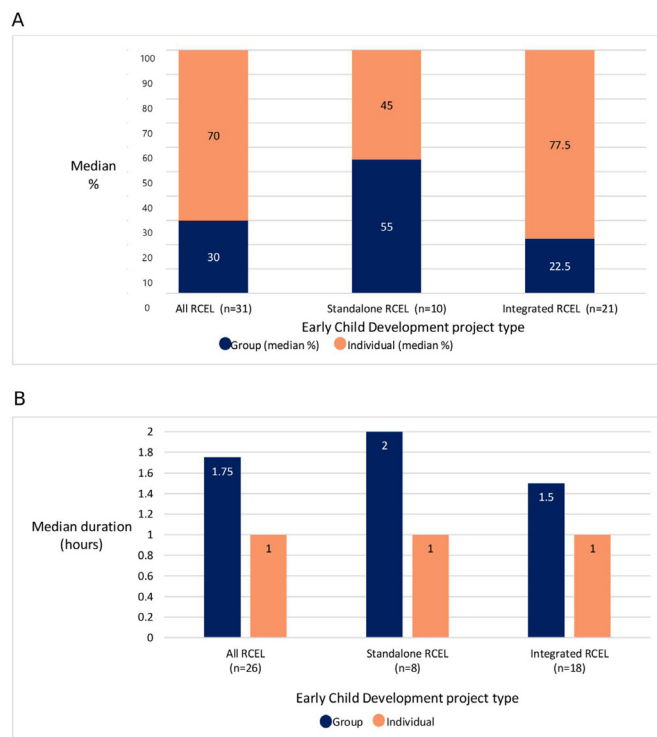 A
100
90
80
70
60
50
40
30
20
10
0
Median
%
70
30
45
55
77.5
22.5
All RCEL (n=31)
Standalone RCEL (n=10)
Integrated RCEL (n=21)
Early Child Development project type
Group (median %)
Individual (median %)
B
2
1.8
1.6
1.4
1.2
1
0.8
0.6
0.4
0.2
0
Median duration
(hours)
1.75
1
2
1
1.5
1
All RCEL
(n=26)
Standalone RCEL
(n=8)
Integrated RCEL
(n=18)
Early Child Development project type
Group
Individual